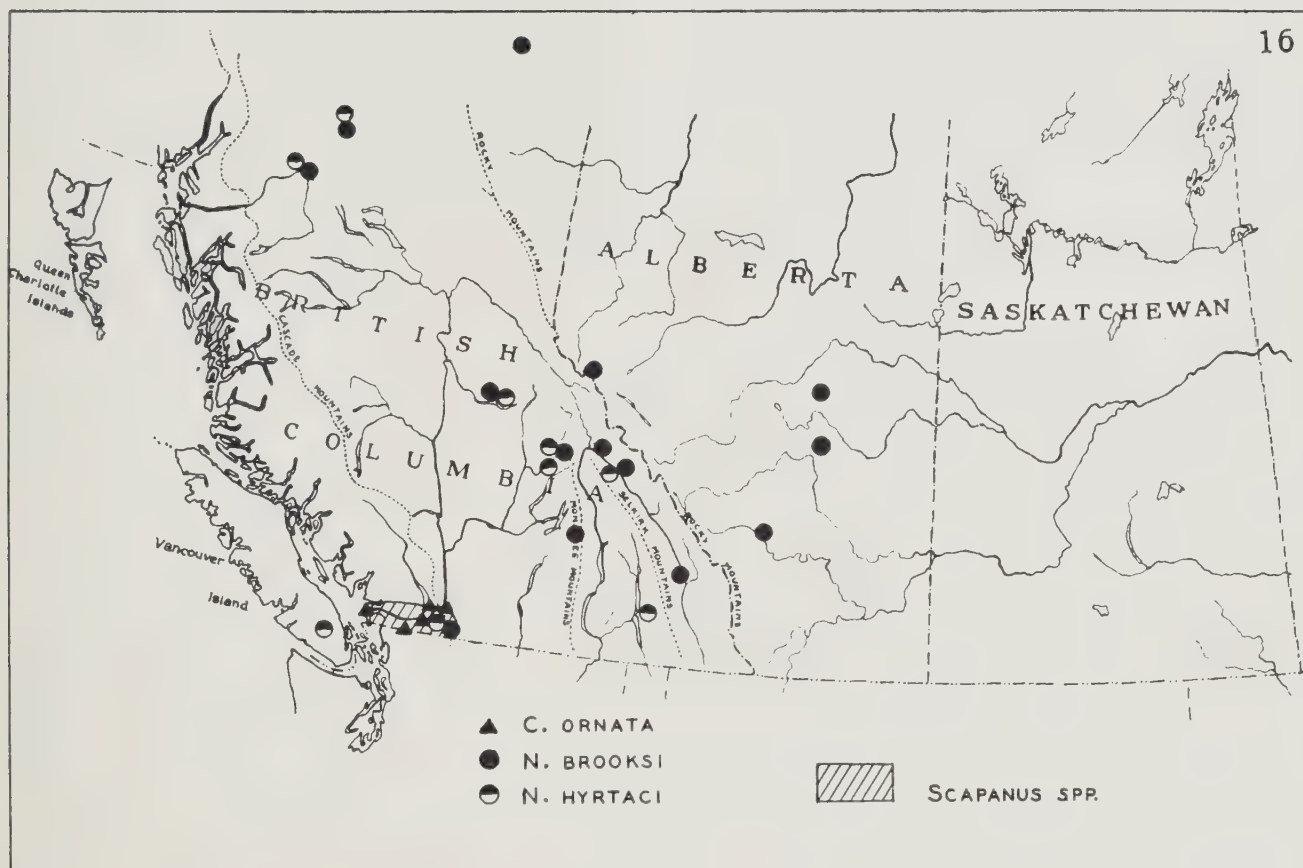 16
ROCKY MOUNTAINS
ALBERTA
Queen
Charlotte
Islands
SASKATCHEWAN
BRITISH
CASCADE MOUNTAINS
COLUMBIA
SELKIRK MOUNTAINS
ROCKY MOUNTAINS
MOUNTAINS
Vancouver
Island
C. ORNATA
N. BROOKSI
N. HYRTACI
SCAPANUS SPP.